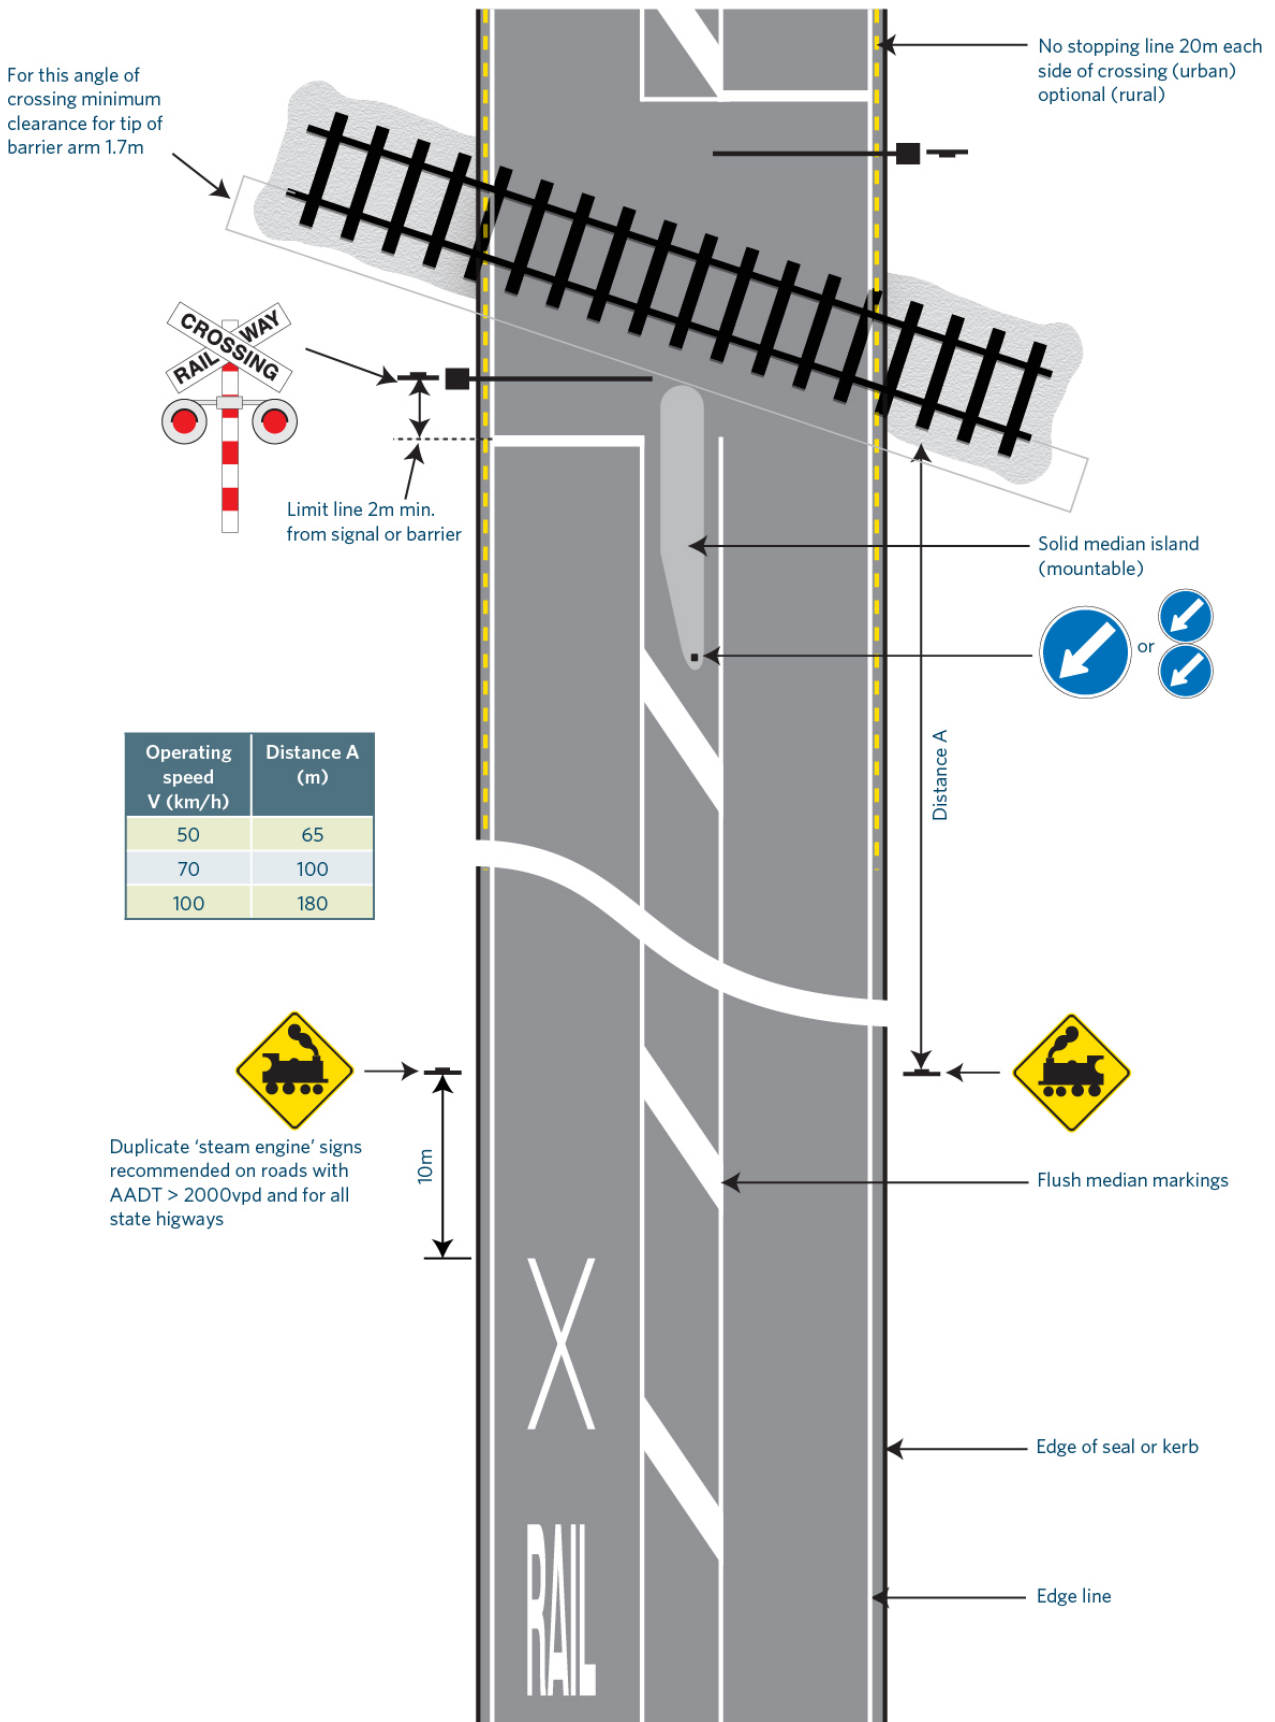 No stopping line 20m each
side of crossing (urban)
optional (rural)
For this angle of
crossing minimum
clearance for tip of
barrier arm 1.7m
RAILWAY
CROSSING
Limit line 2m min.
from signal or barrier
Solid median island
(mountable)
or
Distance A
Operating speed V (km/h) Distance A (m)
50 65
70 100
100 180
Duplicate ‘steam engine’ signs
recommended on roads with
AADT > 2000vpd and for all
state higways
10m
Flush median markings
Edge of seal or kerb
RAIL
Edge line